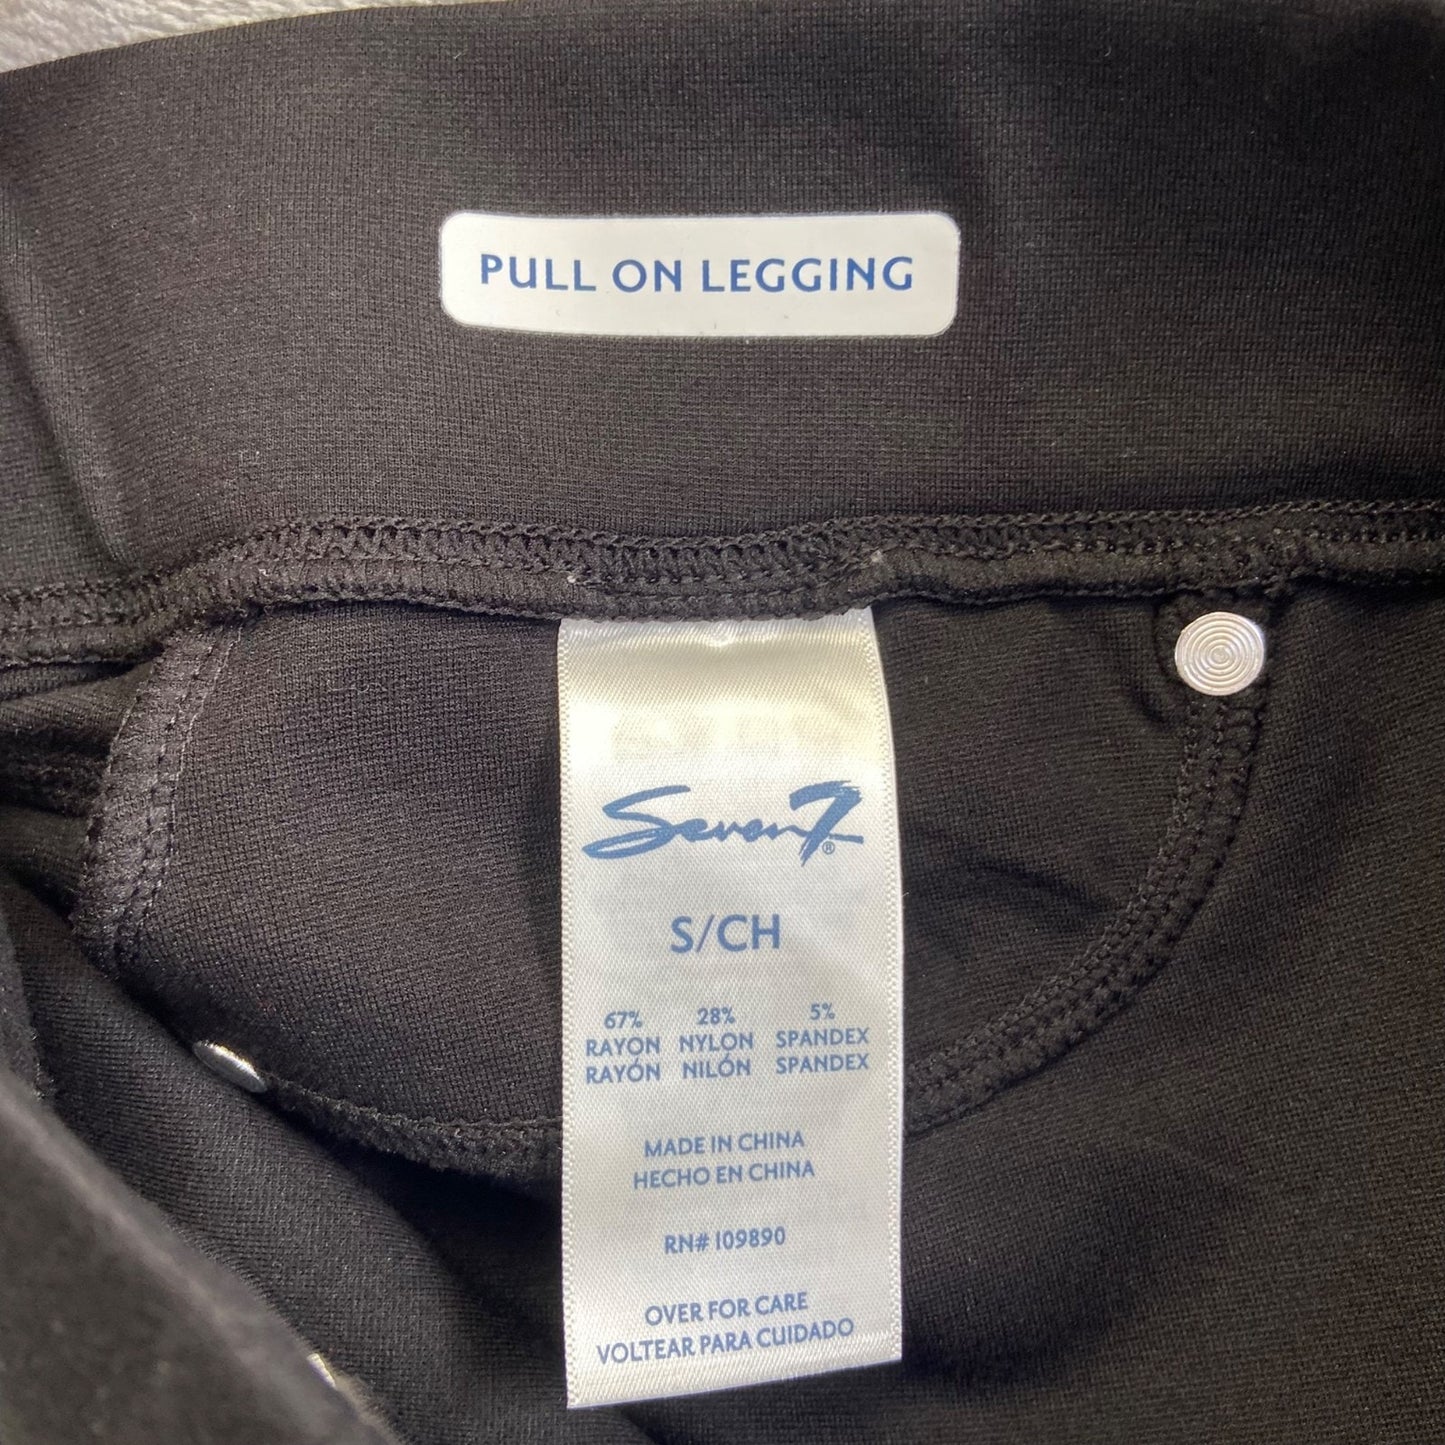 PULL ON LEGGING
Seven7®
S/CH
67% 28% 5%
RAYON NYLON SPANDEX
RAYÓN NILÓN SPANDEX
MADE IN CHINA
HECHO EN CHINA
RN# 109890
OVER FOR CARE
VOLTEAR PARA CUIDADO